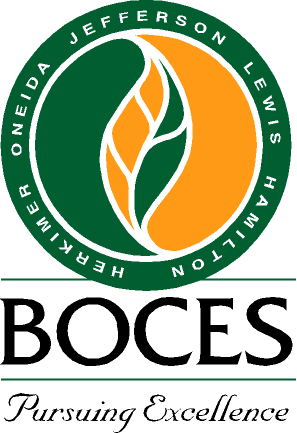 HERKIMER ONEIDA JEFFERSON LEWIS HAMILTON
BOCES
Pursuing Excellence